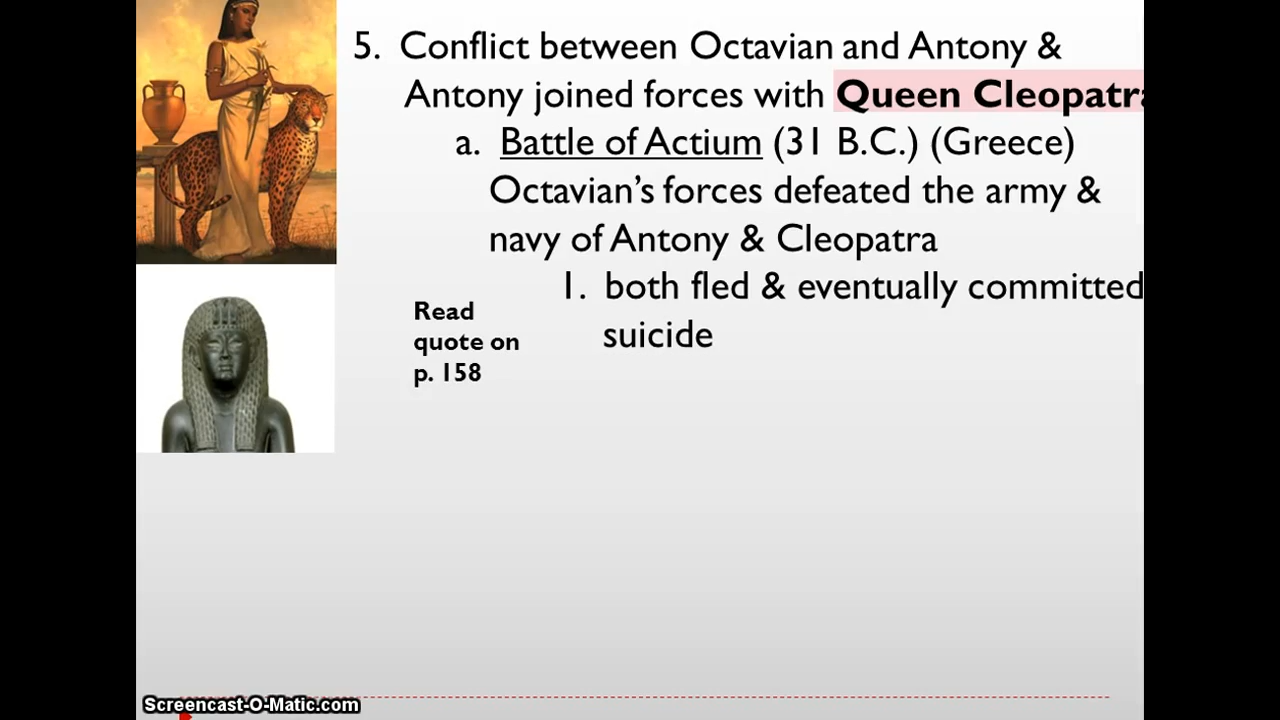 5. Conflict between Octavian and Antony &
Antony joined forces with Queen Cleopatra
a. Battle of Actium (31 B.C.) (Greece)
Octavian's forces defeated the army &
navy of Antony & Cleopatra
1. both fled & eventually committed
suicide
Read
quote on
p. 158
Screencast-O-Matic.com